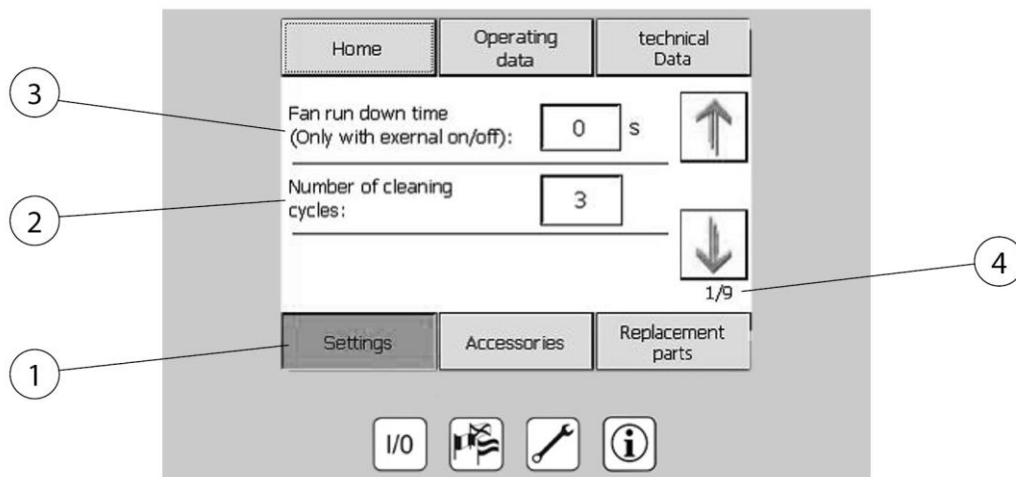 Home
Operating
data
technical
Data
3
Fan run down time
(Only with exernal on/off):
0
s
2
Number of cleaning
cycles:
3
4
1/9
1
Settings
Accessories
Replacement
parts
I/0
i